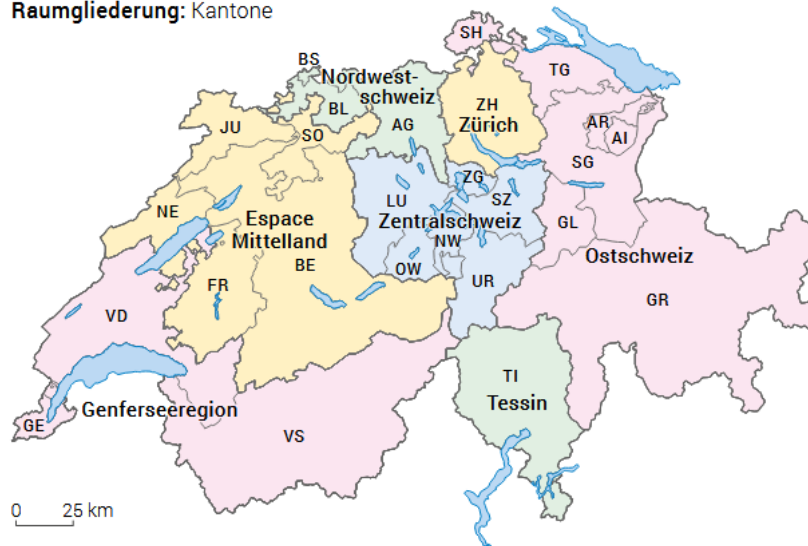 Raumgliederung: Kantone
SH
BS
Nordwest-
schweiz
TG
BL
ZH
Zürich
JU
SO
AG
AR
AI
SG
ZG
LU
SZ
Zentralschweiz
NE
Espace
Mittelland
GL
NW
BE
OW
Ostschweiz
FR
UR
GR
VD
TI
Tessin
Genferseeregion
GE
VS
0 25 km